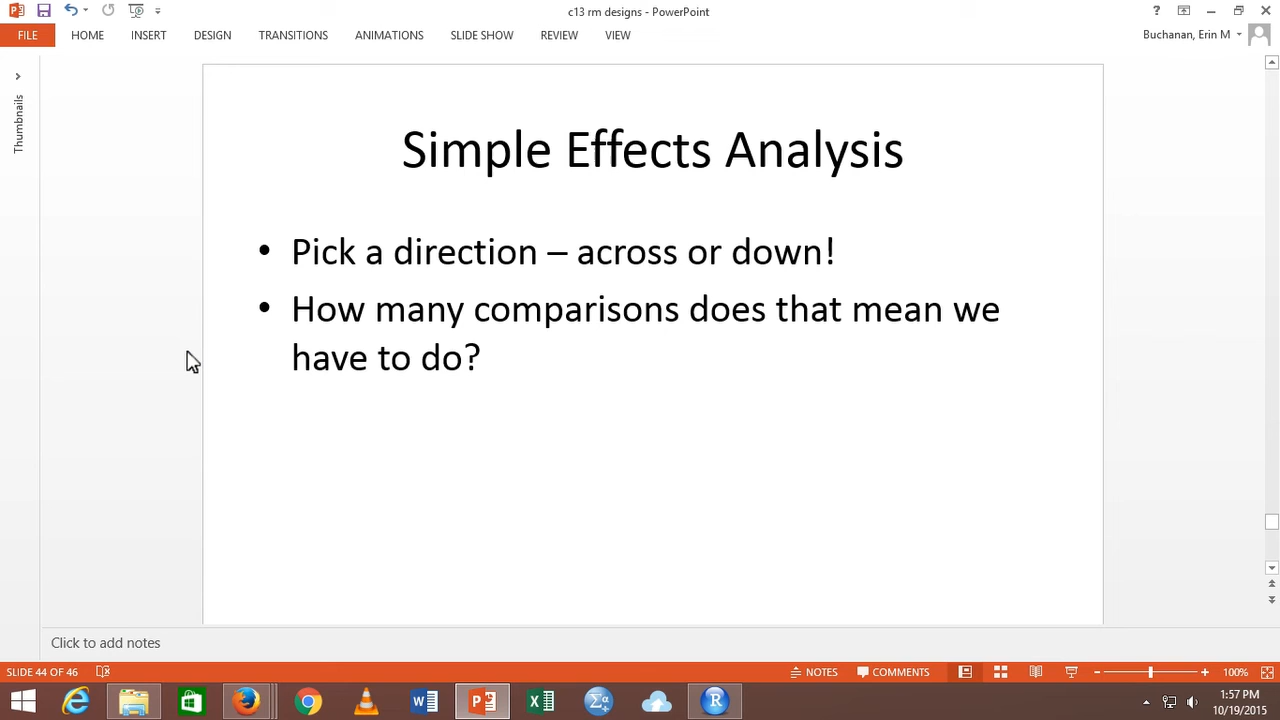 c13 rm designs - PowerPoint
FILE HOME INSERT DESIGN TRANSITIONS ANIMATIONS SLIDE SHOW REVIEW VIEW
Buchanan, Erin M
Thumbnails
Simple Effects Analysis
• Pick a direction – across or down!
• How many comparisons does that mean we
have to do?
Click to add notes
SLIDE 44 OF 46 NOTES COMMENTS 100%
1:57 PM
10/19/2015